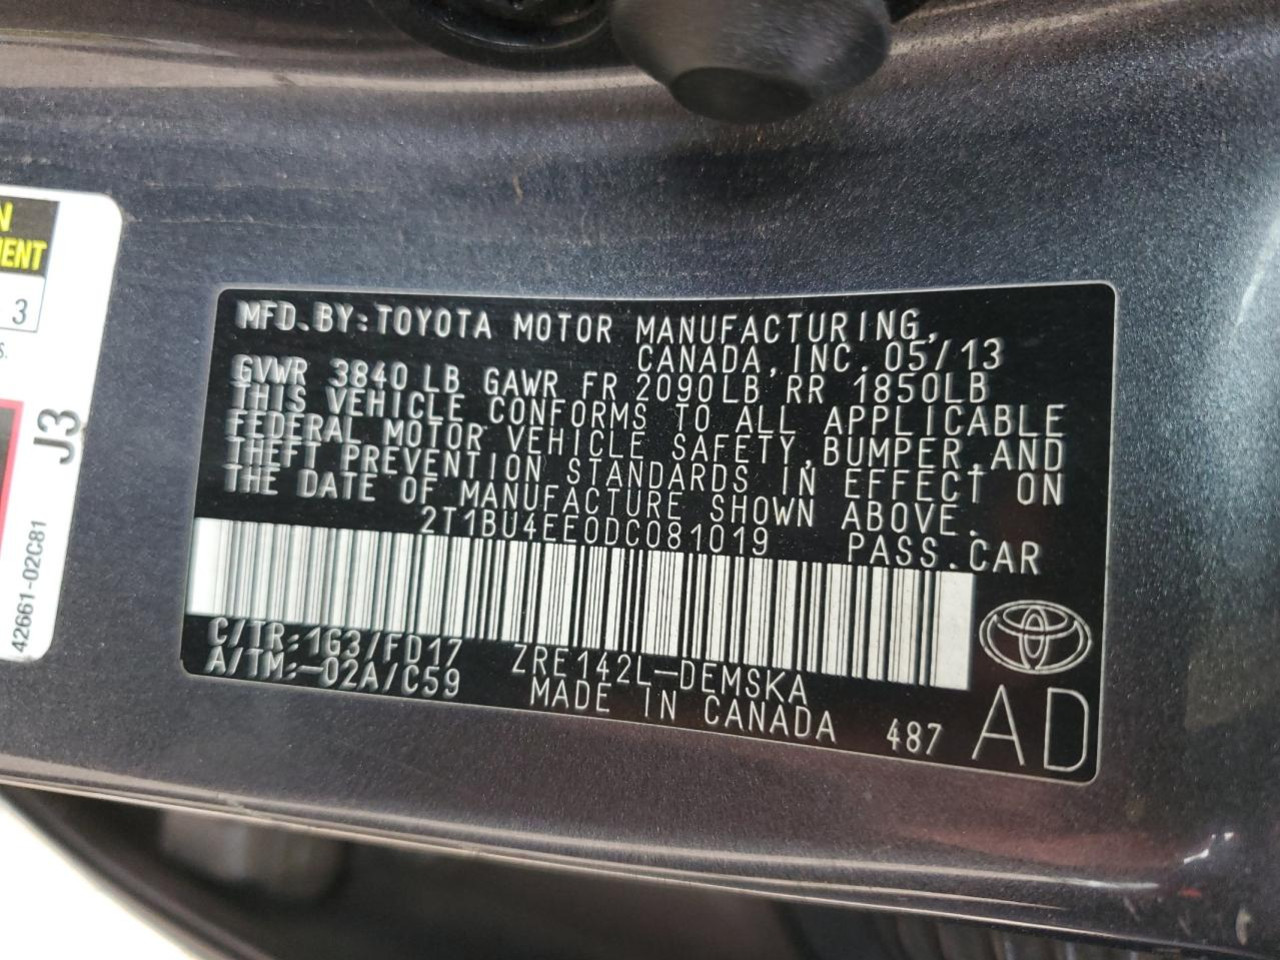 N
MENT
3
S.
J3
42661-02C81
MFD. BY: TOYOTA MOTOR MANUFACTURING,
CANADA, INC. 05/13
GVWR 3840 LB GAWR FR 2090LB RR 1850LB
THIS VEHICLE CONFORMS TO ALL APPLICABLE
FEDERAL MOTOR VEHICLE SAFETY, BUMPER, AND
THEFT PREVENTION STANDARDS IN EFFECT ON
THE DATE OF MANUFACTURE SHOWN ABOVE.
2T1BU4EE0DC081019 PASS. CAR
C/TR: 1G3/FD17 ZRE142L-DEMSKA
A/TM:-02A/C59 MADE IN CANADA 487 AD